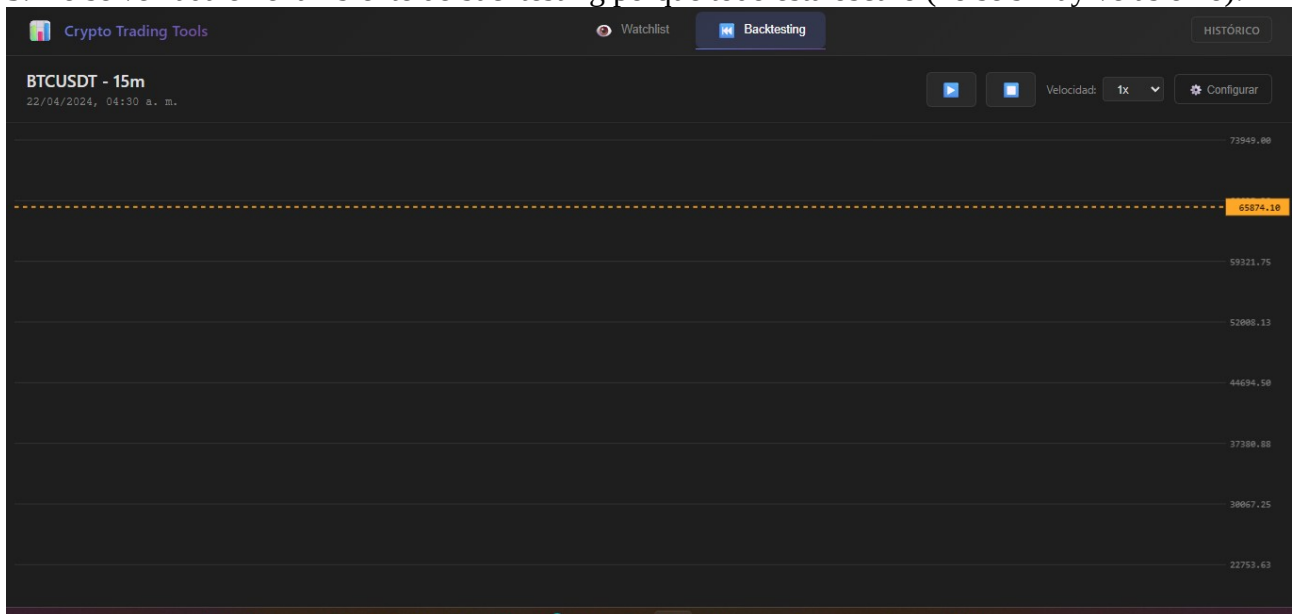 Crypto Trading Tools
Watchlist
Backtesting
HISTÓRICO
BTCUSDT - 15m
22/04/2024, 04:30 a. m.
Velocidad:
1x
Configurar
73949.00
65874.10
59321.75
52008.13
44694.50
37380.88
30067.25
22753.63